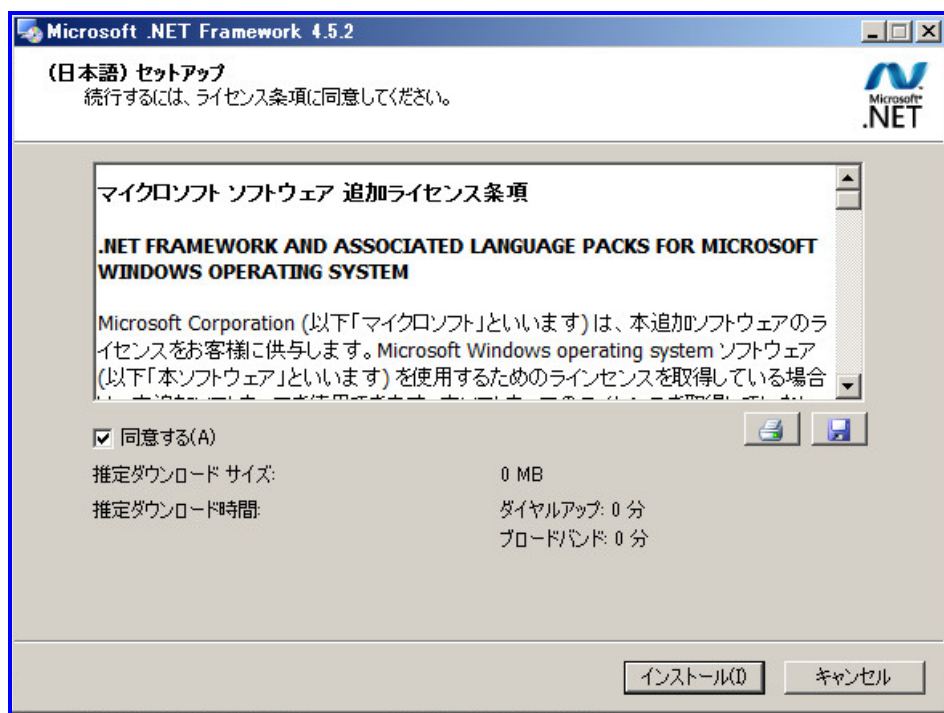 Microsoft .NET Framework 4.5.2
(日本語) セットアップ
続行するには、ライセンス条項に同意してください。
Microsoft
.NET
マイクロソフト ソフトウェア 追加ライセンス条項
.NET FRAMEWORK AND ASSOCIATED LANGUAGE PACKS FOR MICROSOFT
WINDOWS OPERATING SYSTEM
Microsoft Corporation (以下「マイクロソフト」といいます) は、本追加ソフトウェアのラ
イセンスをお客様に供与します。Microsoft Windows operating system ソフトウェア
(以下「本ソフトウェア」といいます) を使用するためのラインセンスを取得している場合
同意する(A)
推定ダウンロード サイズ: 0 MB
推定ダウンロード時間: ダイヤルアップ: 0 分
ブロードバンド: 0 分
インストール(I) キャンセル